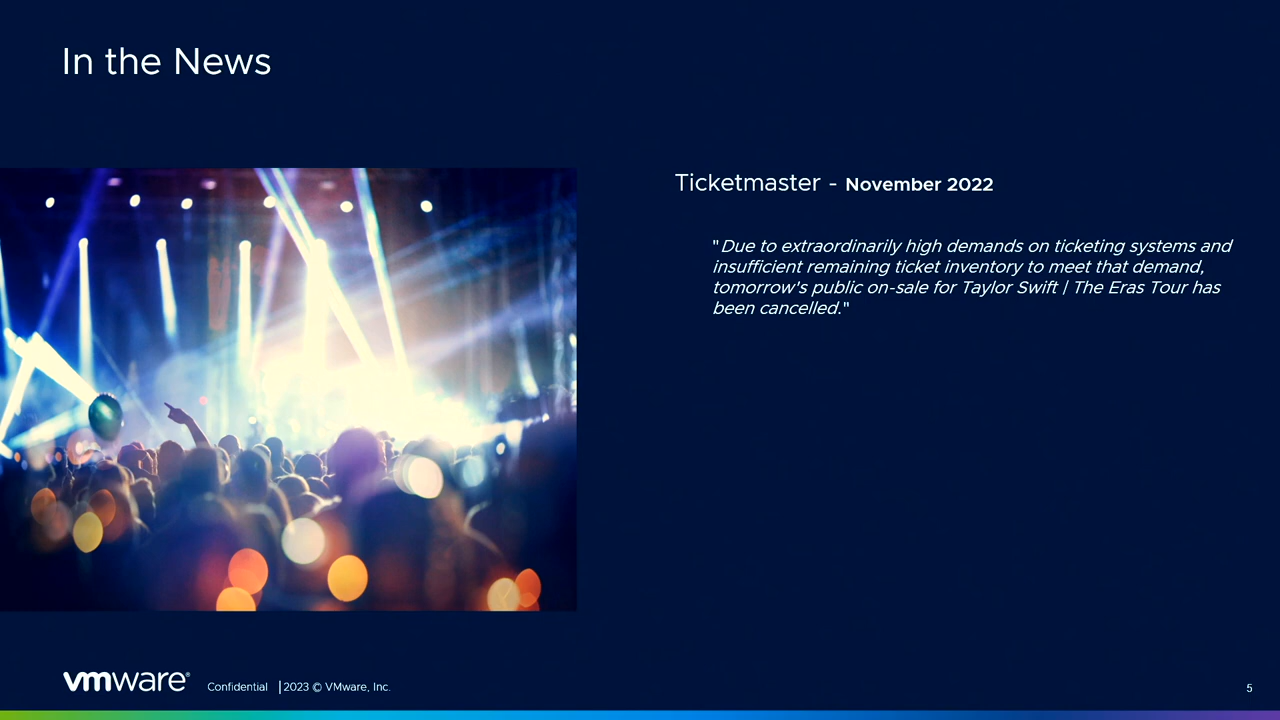 In the News
Ticketmaster - November 2022
"Due to extraordinarily high demands on ticketing systems and
insufficient remaining ticket inventory to meet that demand,
tomorrow's public on-sale for Taylor Swift | The Eras Tour has
been cancelled."
vmware® Confidential | 2023 © VMware, Inc.
5